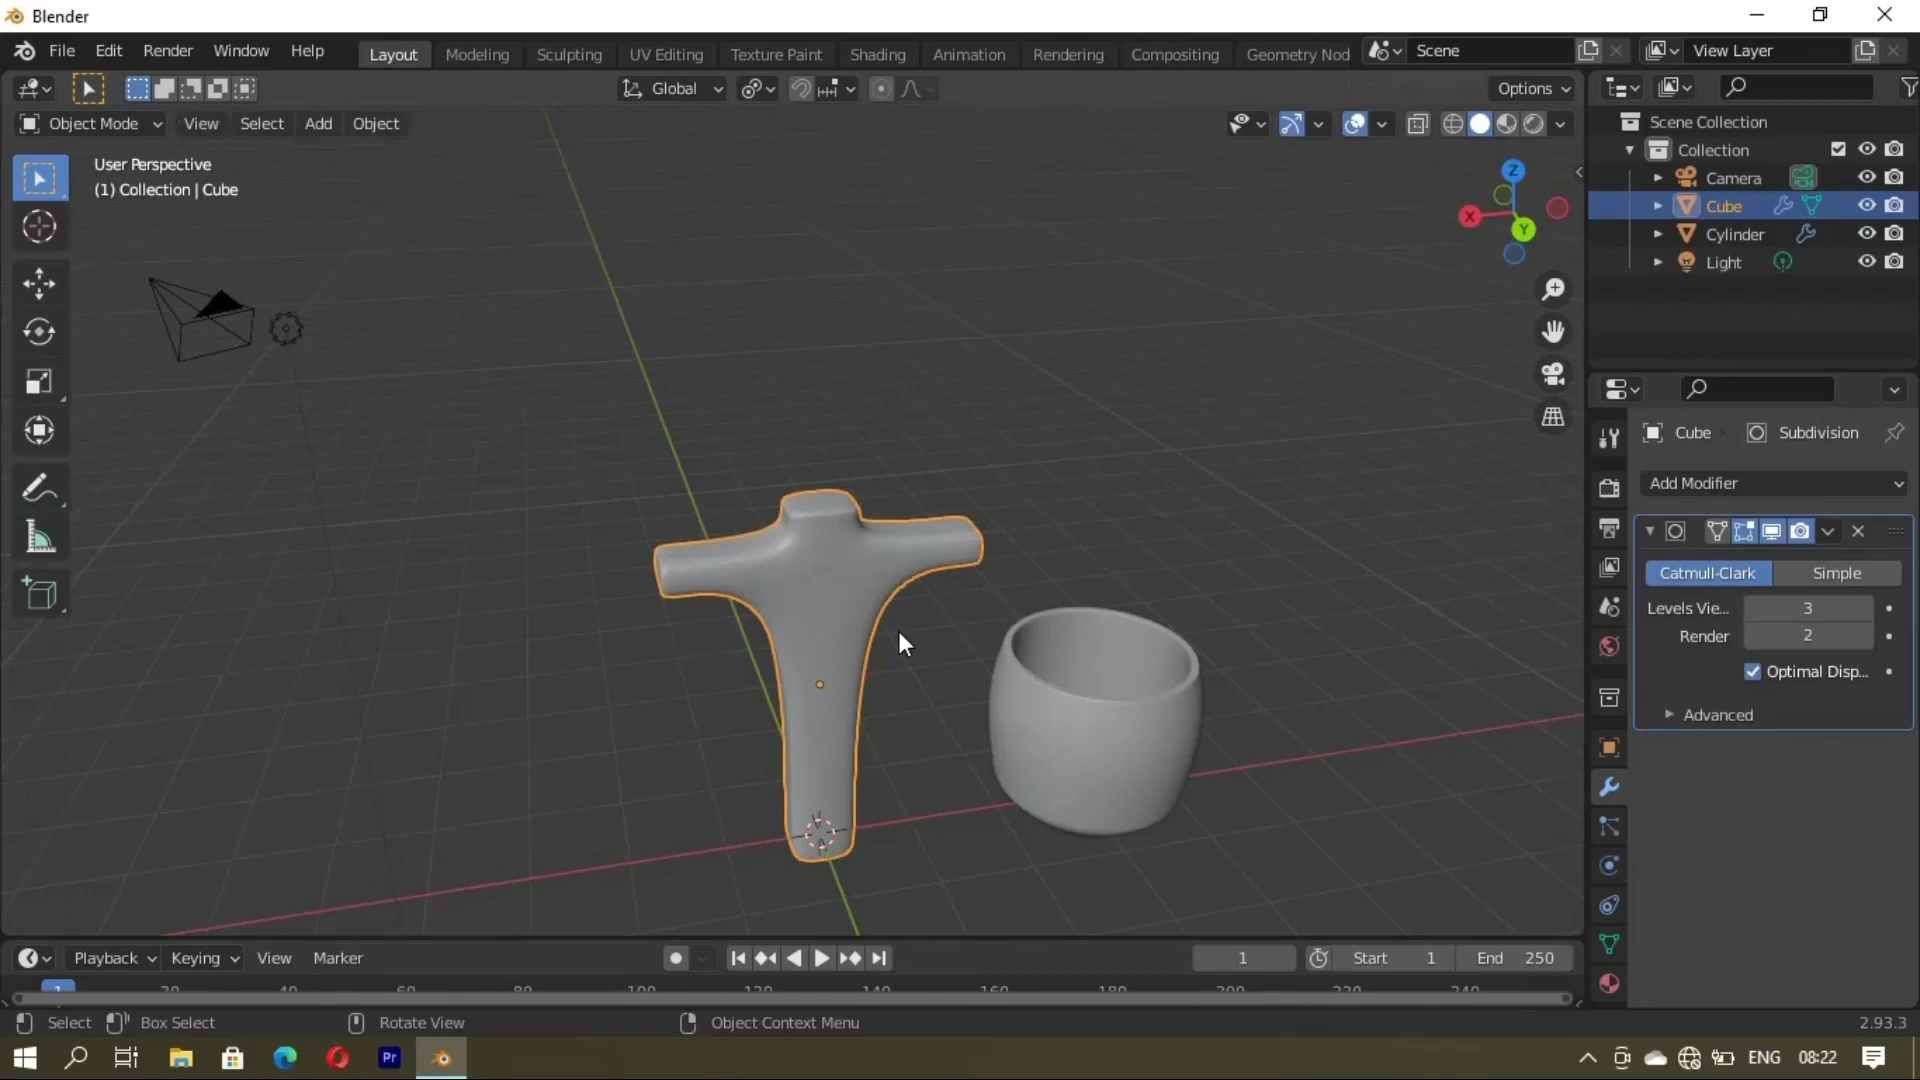 Blender
File Edit Render Window Help Layout Modeling Sculpting UV Editing Texture Paint Shading Animation Rendering Compositing Geometry Nod Scene View Layer
Global Options
Object Mode View Select Add Object
User Perspective
(1) Collection | Cube
Z
X
Y
Scene Collection
Collection
Camera
Cube
Cylinder
Light
Cube Subdivision
Add Modifier
Catmull-Clark Simple
Levels Vie... 3
Render 2
Optimal Disp...
Advanced
Playback Keying View Marker 1 Start 1 End 250
1
Select Box Select Rotate View Object Context Menu 2.93.3
Pr ENG 08:22